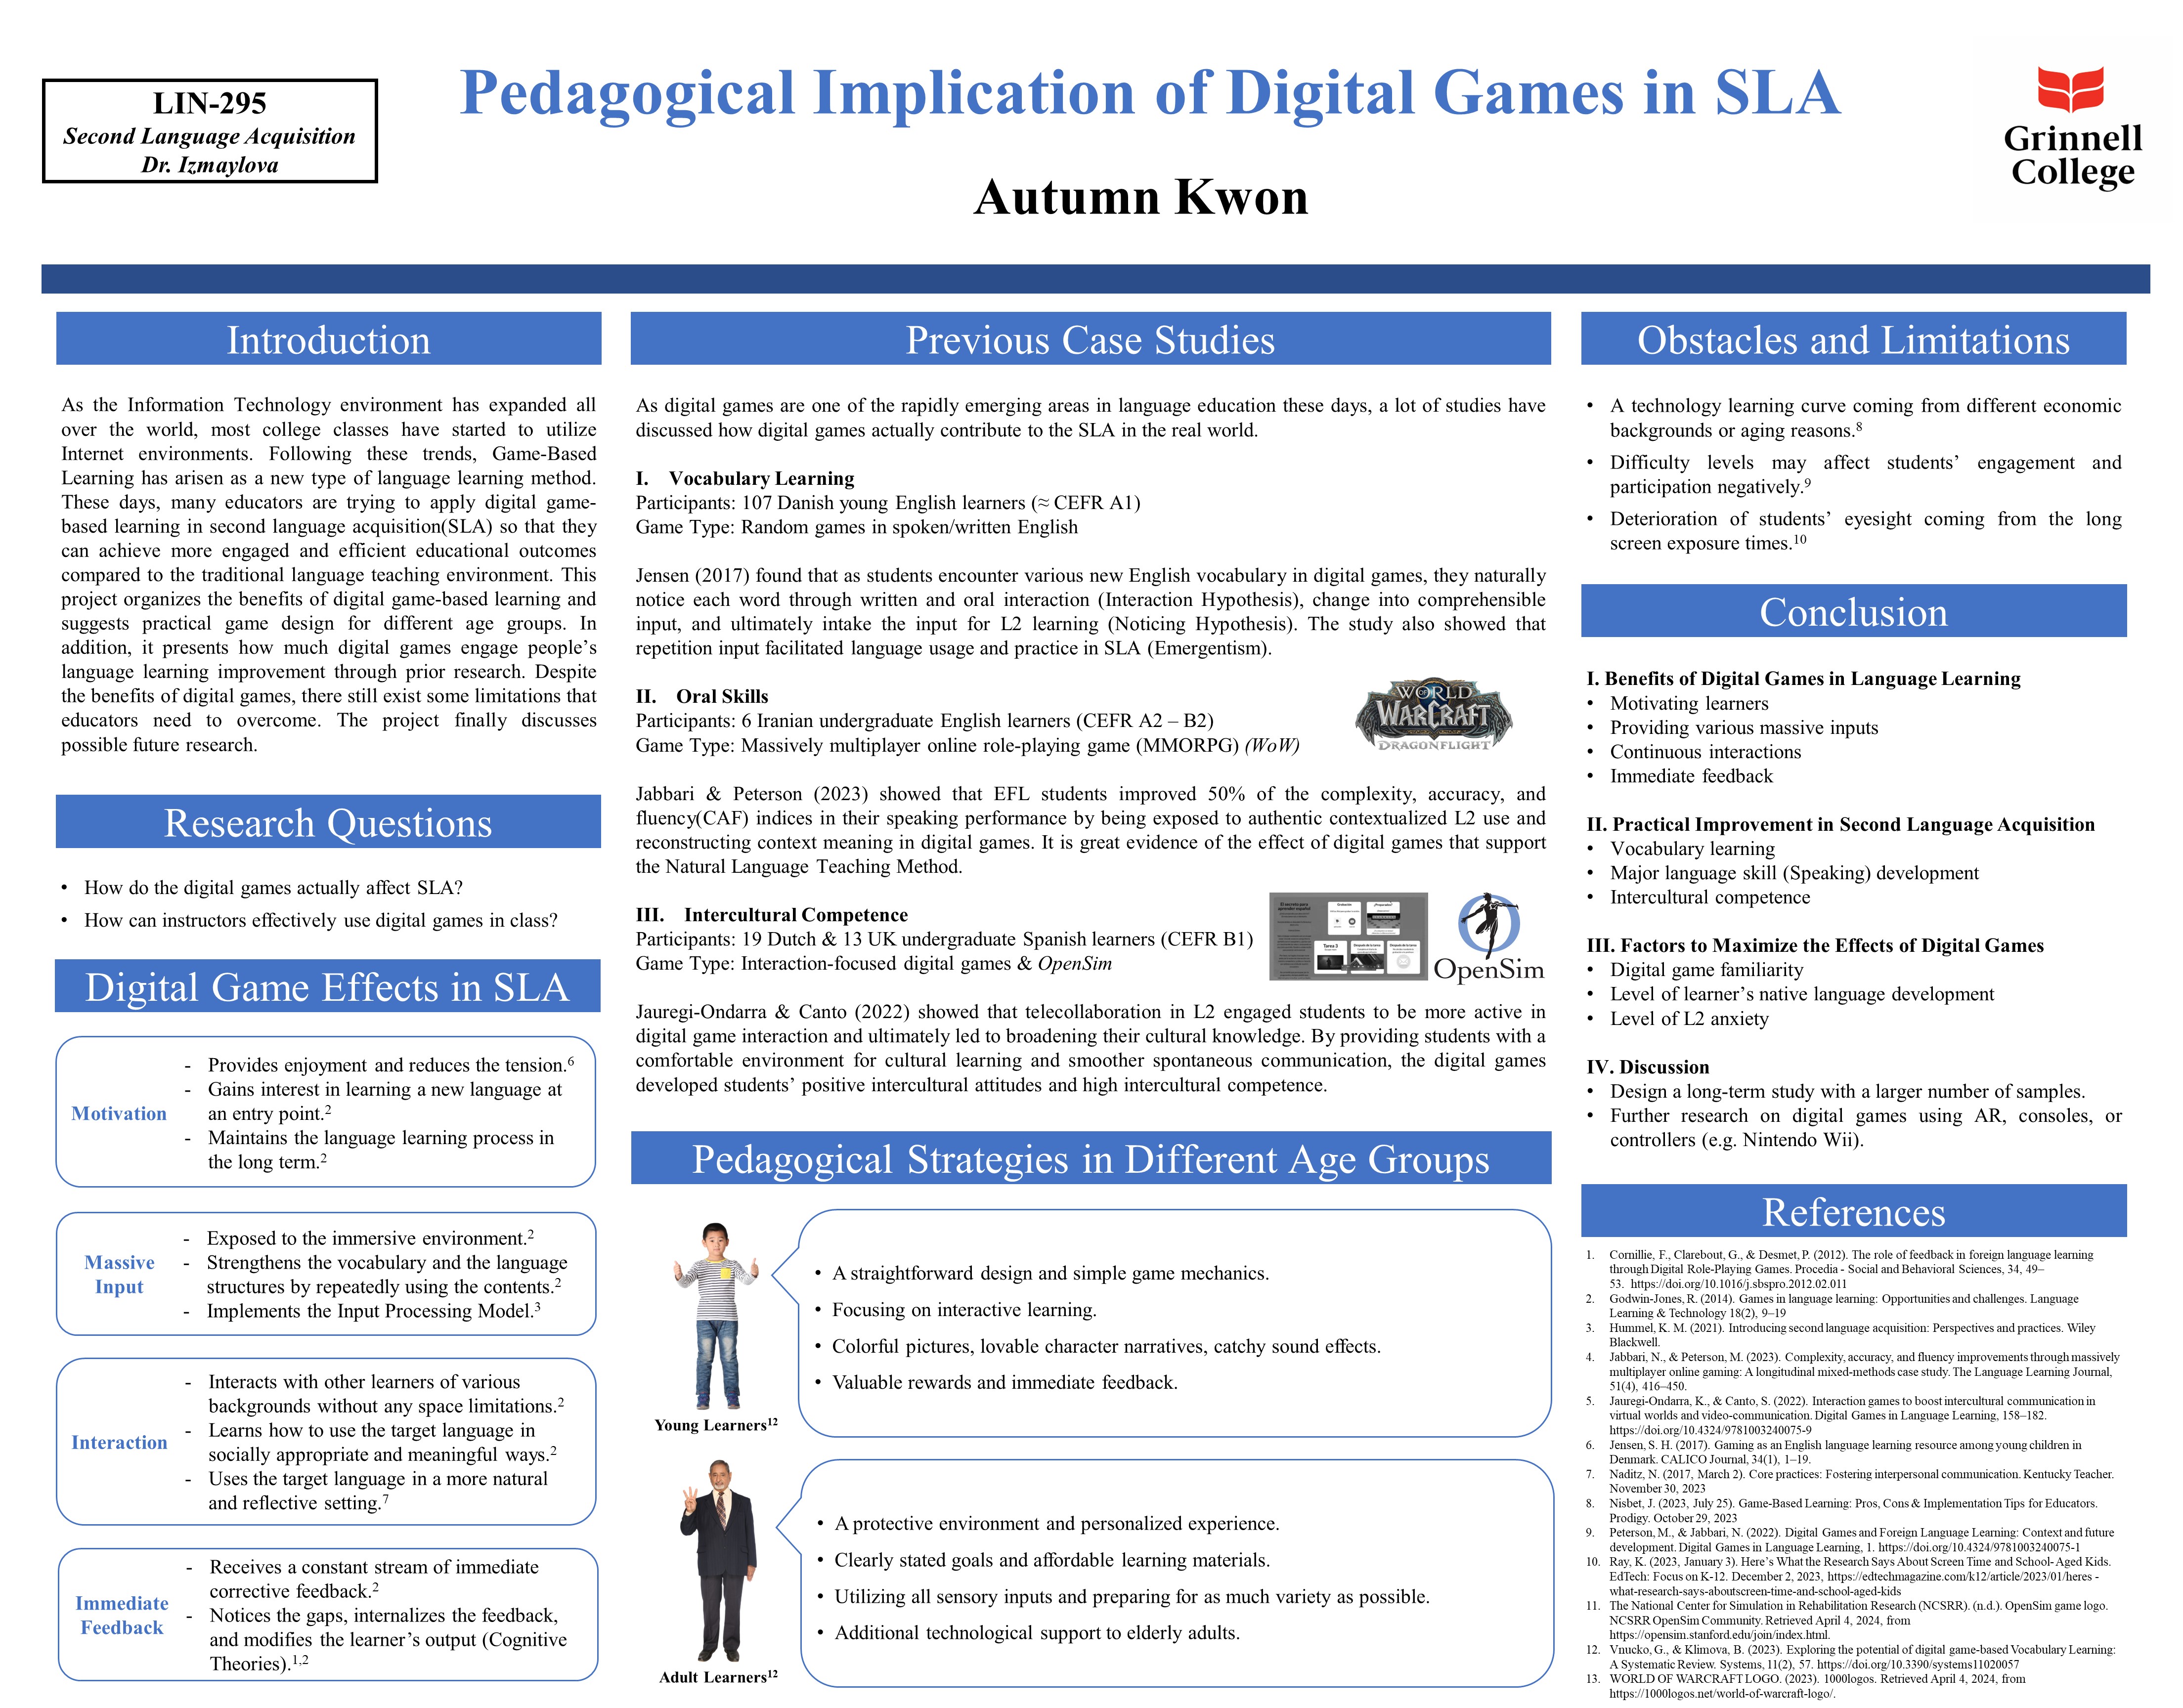 LIN-295
Second Language Acquisition
Dr. Izmaylova
Pedagogical Implication of Digital Games in SLA
Autumn Kwon
Grinnell
College
Introduction
As the Information Technology environment has expanded all
over the world, most college classes have started to utilize
Internet environments. Following these trends, Game-Based
Learning has arisen as a new type of language learning method.
These days, many educators are trying to apply digital game-
based learning in second language acquisition(SLA) so that they
can achieve more engaged and efficient educational outcomes
compared to the traditional language teaching environment. This
project organizes the benefits of digital game-based learning and
suggests practical game design for different age groups. In
addition, it presents how much digital games engage people's
language learning improvement through prior research. Despite
the benefits of digital games, there still exist some limitations that
educators need to overcome. The project finally discusses
possible future research.
Research Questions
• How do the digital games actually affect SLA?
• How can instructors effectively use digital games in class?
Digital Game Effects in SLA
Motivation
- Provides enjoyment and reduces the tension.6
- Gains interest in learning a new language at
an entry point.2
- Maintains the language learning process in
the long term.2
Massive
Input
- Exposed to the immersive environment.2
- Strengthens the vocabulary and the language
structures by repeatedly using the contents.2
- Implements the Input Processing Model.3
Interaction
- Interacts with other learners of various
backgrounds without any space limitations.2
- Learns how to use the target language in
socially appropriate and meaningful ways.2
- Uses the target language in a more natural
and reflective setting.7
Immediate
Feedback
- Receives a constant stream of immediate
corrective feedback.2
- Notices the gaps, internalizes the feedback,
and modifies the learner's output (Cognitive
Theories).1,2
Previous Case Studies
As digital games are one of the rapidly emerging areas in language education these days, a lot of studies have
discussed how digital games actually contribute to the SLA in the real world.
I. Vocabulary Learning
Participants: 107 Danish young English learners (≈ CEFR A1)
Game Type: Random games in spoken/written English
Jensen (2017) found that as students encounter various new English vocabulary in digital games, they naturally
notice each word through written and oral interaction (Interaction Hypothesis), change into comprehensible
input, and ultimately intake the input for L2 learning (Noticing Hypothesis). The study also showed that
repetition input facilitated language usage and practice in SLA (Emergentism).
II. Oral Skills
Participants: 6 Iranian undergraduate English learners (CEFR A2 – B2)
Game Type: Massively multiplayer online role-playing game (MMORPG) (WoW)
WORLD
OF
WARCRAFT
DRAGONFLIGHT
Jabbari & Peterson (2023) showed that EFL students improved 50% of the complexity, accuracy, and
fluency(CAF) indices in their speaking performance by being exposed to authentic contextualized L2 use and
reconstructing context meaning in digital games. It is great evidence of the effect of digital games that support
the Natural Language Teaching Method.
III. Intercultural Competence
Participants: 19 Dutch & 13 UK undergraduate Spanish learners (CEFR B1)
Game Type: Interaction-focused digital games & OpenSim
El secreto para
aprender español
Tarea 3
OpenSim
Jauregi-Ondarra & Canto (2022) showed that telecollaboration in L2 engaged students to be more active in
digital game interaction and ultimately led to broadening their cultural knowledge. By providing students with a
comfortable environment for cultural learning and smoother spontaneous communication, the digital games
developed students' positive intercultural attitudes and high intercultural competence.
Pedagogical Strategies in Different Age Groups
• A straightforward design and simple game mechanics.
• Focusing on interactive learning.
• Colorful pictures, lovable character narratives, catchy sound effects.
• Valuable rewards and immediate feedback.
Young Learners12
• A protective environment and personalized experience.
• Clearly stated goals and affordable learning materials.
• Utilizing all sensory inputs and preparing for as much variety as possible.
• Additional technological support to elderly adults.
Adult Learners12
Obstacles and Limitations
• A technology learning curve coming from different economic
backgrounds or aging reasons.8
• Difficulty levels may affect students' engagement and
participation negatively.9
• Deterioration of students' eyesight coming from the long
screen exposure times.10
Conclusion
I. Benefits of Digital Games in Language Learning
• Motivating learners
• Providing various massive inputs
• Continuous interactions
• Immediate feedback
II. Practical Improvement in Second Language Acquisition
• Vocabulary learning
• Major language skill (Speaking) development
• Intercultural competence
III. Factors to Maximize the Effects of Digital Games
• Digital game familiarity
• Level of learner's native language development
• Level of L2 anxiety
IV. Discussion
• Design a long-term study with a larger number of samples.
• Further research on digital games using AR, consoles, or
controllers (e.g. Nintendo Wii).
References
1. Cornillie, F., Clarebout, G., & Desmet, P. (2012). The role of feedback in foreign language learning
through Digital Role-Playing Games. Procedia - Social and Behavioral Sciences, 34, 49–
53. https://doi.org/10.1016/j.sbspro.2012.02.011
2. Godwin-Jones, R. (2014). Games in language learning: Opportunities and challenges. Language
Learning & Technology 18(2), 9–19
3. Hummel, K. M. (2021). Introducing second language acquisition: Perspectives and practices. Wiley
Blackwell.
4. Jabbari, N., & Peterson, M. (2023). Complexity, accuracy, and fluency improvements through massively
multiplayer online gaming: A longitudinal mixed-methods case study. The Language Learning Journal,
51(4), 416–450.
5. Jauregi-Ondarra, K., & Canto, S. (2022). Interaction games to boost intercultural communication in
virtual worlds and video-communication. Digital Games in Language Learning, 158–182.
https://doi.org/10.4324/9781003240075-9
6. Jensen, S. H. (2017). Gaming as an English language learning resource among young children in
Denmark. CALICO Journal, 34(1), 1–19.
7. Naditz, N. (2017, March 2). Core practices: Fostering interpersonal communication. Kentucky Teacher.
November 30, 2023
8. Nisbet, J. (2023, July 25). Game-Based Learning: Pros, Cons & Implementation Tips for Educators.
Prodigy. October 29, 2023
9. Peterson, M., & Jabbari, N. (2022). Digital Games and Foreign Language Learning: Context and future
development. Digital Games in Language Learning, 1. https://doi.org/10.4324/9781003240075-1
10. Ray, K. (2023, January 3). Here's What the Research Says About Screen Time and School-Aged Kids.
EdTech: Focus on K-12. December 2, 2023, https://edtechmagazine.com/k12/article/2023/01/heres -
what-research-says-aboutscreen-time-and-school-aged-kids
11. The National Center for Simulation in Rehabilitation Research (NCSRR). (n.d.). OpenSim game logo.
NCSRR OpenSim Community. Retrieved April 4, 2024, from
https://opensim.stanford.edu/join/index.html.
12. Vnucko, G., & Klimova, B. (2023). Exploring the potential of digital game-based Vocabulary Learning:
A Systematic Review. Systems, 11(2), 57. https://doi.org/10.3390/systems11020057
13. WORLD OF WARCRAFT LOGO. (2023). 1000logos. Retrieved April 4, 2024, from
https://1000logos.net/world-of-warcraft-logo/.